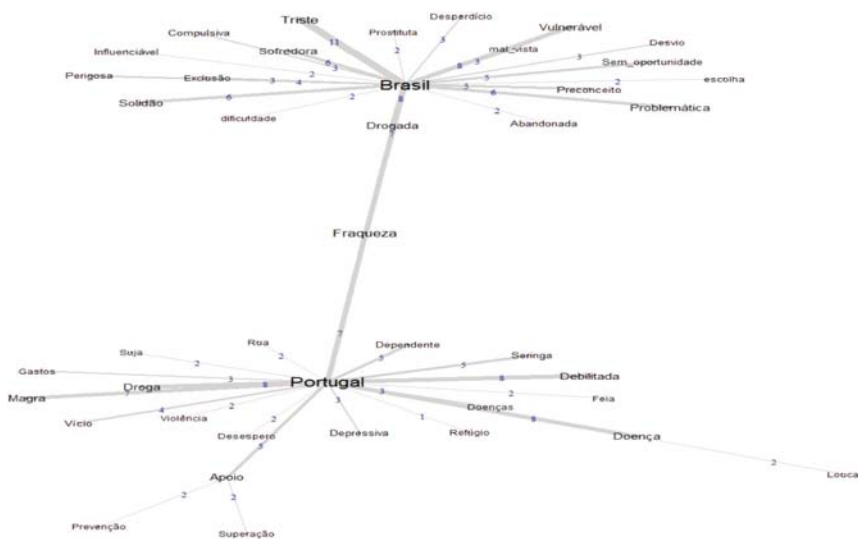 Triste
Desperdício
Compulsiva
Prostituta
Vulnerável
11
3
Influenciável
Sofredora
2
mal_vista
Desvio
6
3
8
3
3
Sem_oportunidade
Perigosa
Exclusão
2
5
escolha
3
4
Brasil
2
Solidão
6
2
8
5
6
Preconceito
Problemática
dificuldade
Drogada
2
Abandonada
Fraqueza
7
Rua
Dependente
Suja
2
2
5
5
Seringa
Gastos
3
8
Debilitada
Magra
7
Droga
8
Portugal
3
2
Feia
Vício
4
Violência
2
3
Doenças
2
Desespero
Depressiva
1
Refúgio
8
Doença
5
Apoio
2
Louca
2
2
Prevenção
Superação